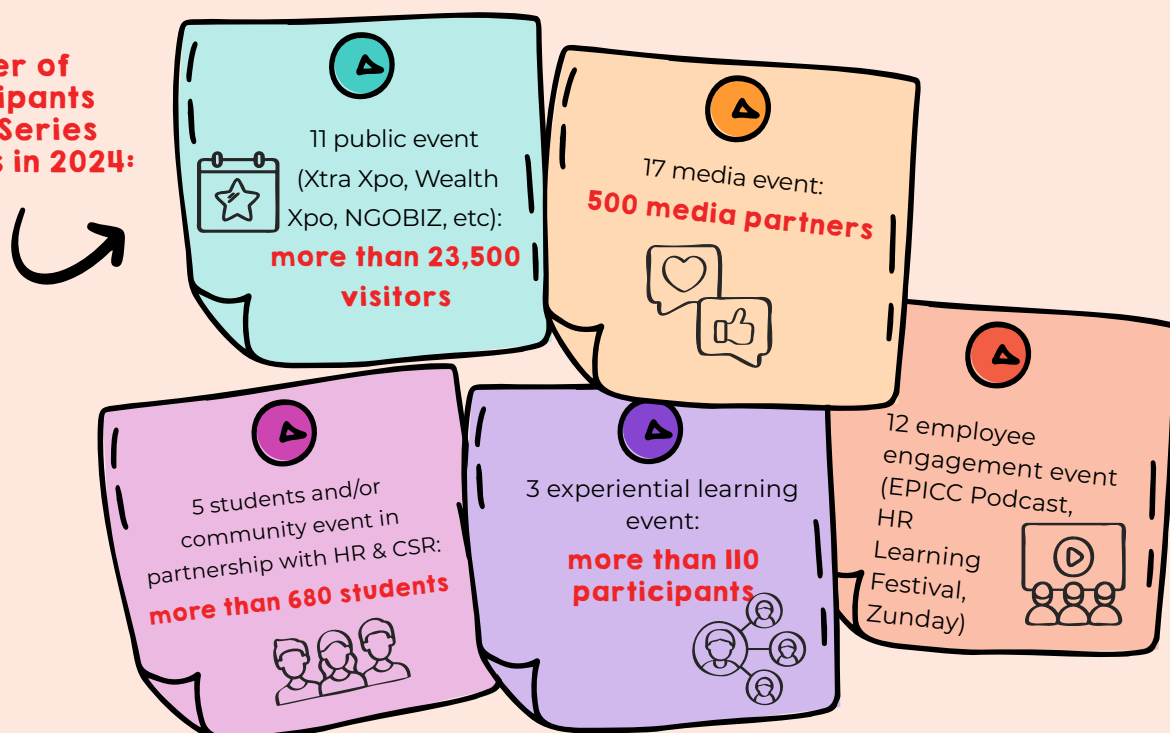 er of
ipants
Series
s in 2024:
11 public event
(Xtra Xpo, Wealth
Xpo, NGOBIZ, etc):
more than 23,500
visitors
17 media event:
500 media partners
5 students and/or
community event in
partnership with HR & CSR:
more than 680 students
3 experiential learning
event:
more than 110
participants
12 employee
engagement event
(EPICC Podcast,
HR
Learning
Festival,
Zunday)